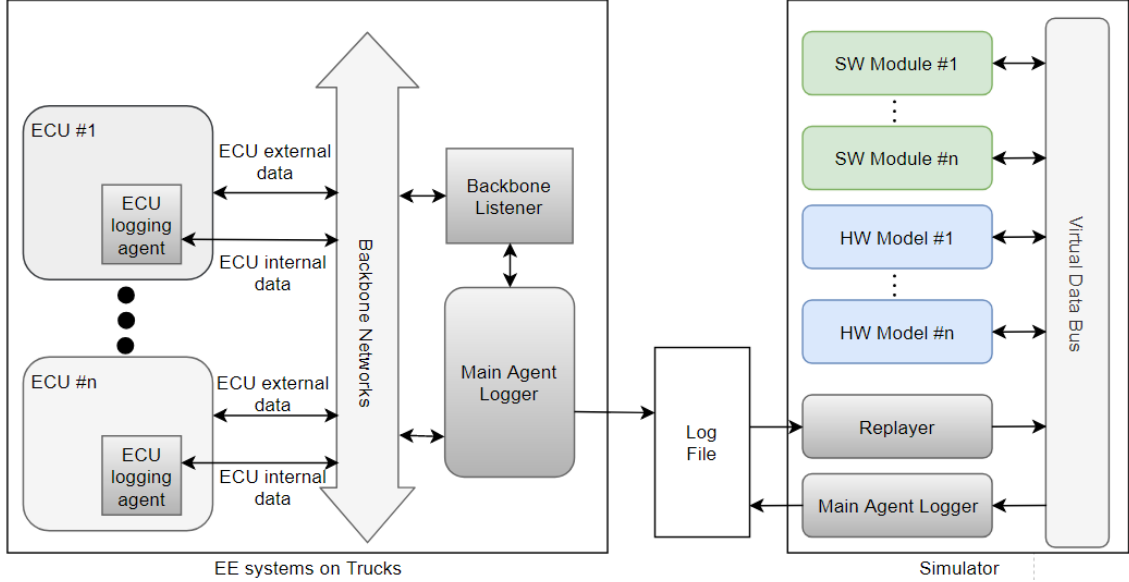 ECU #1
ECU
logging
agent
ECU external
data
ECU internal
data
ECU #n
ECU
logging
agent
ECU external
data
ECU internal
data
Backbone Networks
Backbone
Listener
Main Agent
Logger
EE systems on Trucks
Log
File
SW Module #1
SW Module #n
HW Model #1
HW Model #n
Replayer
Main Agent Logger
Virtual Data Bus
Simulator